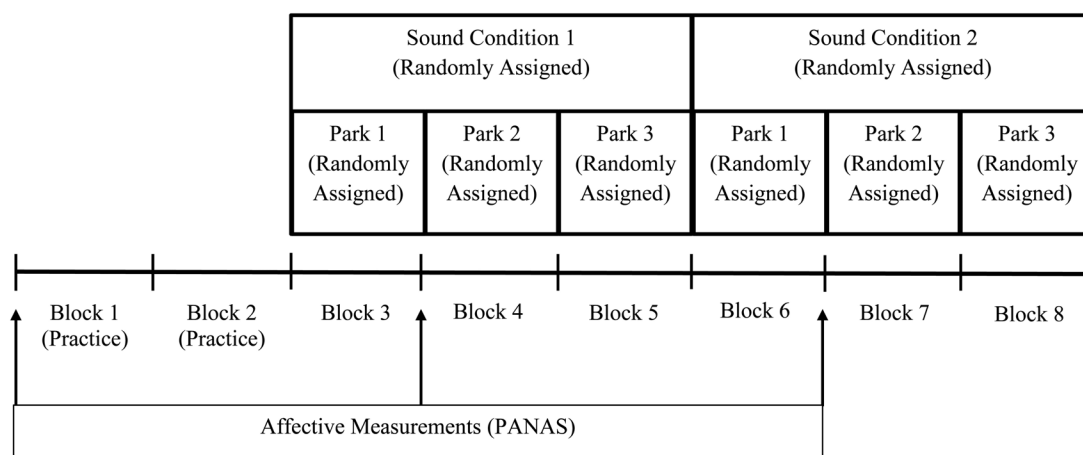 Sound Condition 1
(Randomly Assigned)
Sound Condition 2
(Randomly Assigned)
Park 1
(Randomly
Assigned)
Park 2
(Randomly
Assigned)
Park 3
(Randomly
Assigned)
Park 1
(Randomly
Assigned)
Park 2
(Randomly
Assigned)
Park 3
(Randomly
Assigned)
Block 1
(Practice)
Block 2
(Practice)
Block 3
Block 4
Block 5
Block 6
Block 7
Block 8
Affective Measurements (PANAS)